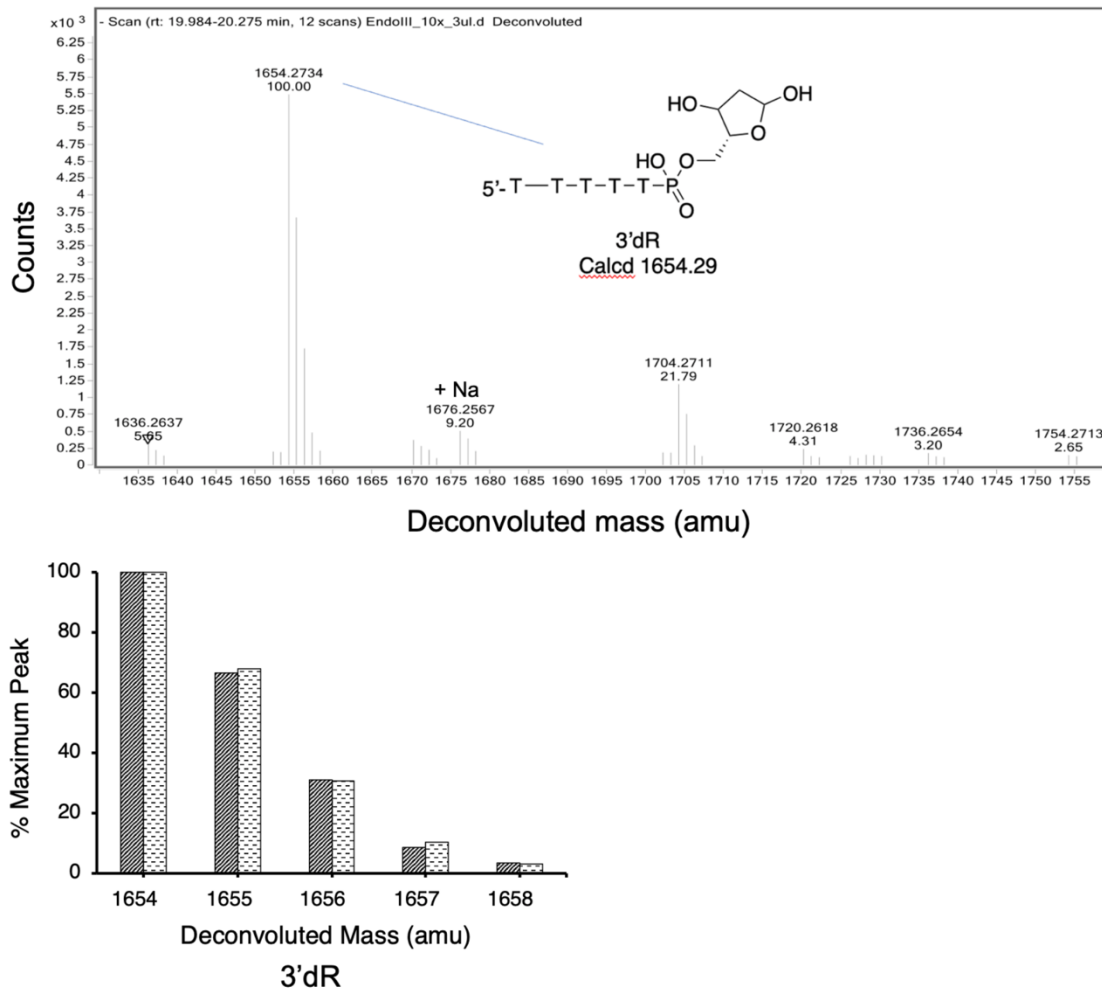 ×10 3 - Scan (rt: 19.984-20.275 min, 12 scans) EndoIII_10x_3ul.d Deconvoluted
6.25
6
5.75
5.5
5.25
5
4.75
4.5
4.25
4
3.75
3.5
3.25
3
2.75
2.5
2.25
2
1.75
1.5
1.25
1
0.75
0.5
0.25
0
Counts
1654.2734
100.00
HO
OH
O
HO
O
5'-T—T-T-T-T-P
O
3'dR
Calcd 1654.29
1636.2637
5.65
+ Na
1676.2567
9.20
1704.2711
21.79
1720.2618
4.31
1736.2654
3.20
1754.2713
2.65
1635 1640 1645 1650 1655 1660 1665 1670 1675 1680 1685 1690 1695 1700 1705 1710 1715 1720 1725 1730 1735 1740 1745 1750 1755
Deconvoluted mass (amu)
% Maximum Peak
100
80
60
40
20
0
1654 1655 1656 1657 1658
Deconvoluted Mass (amu)
3'dR